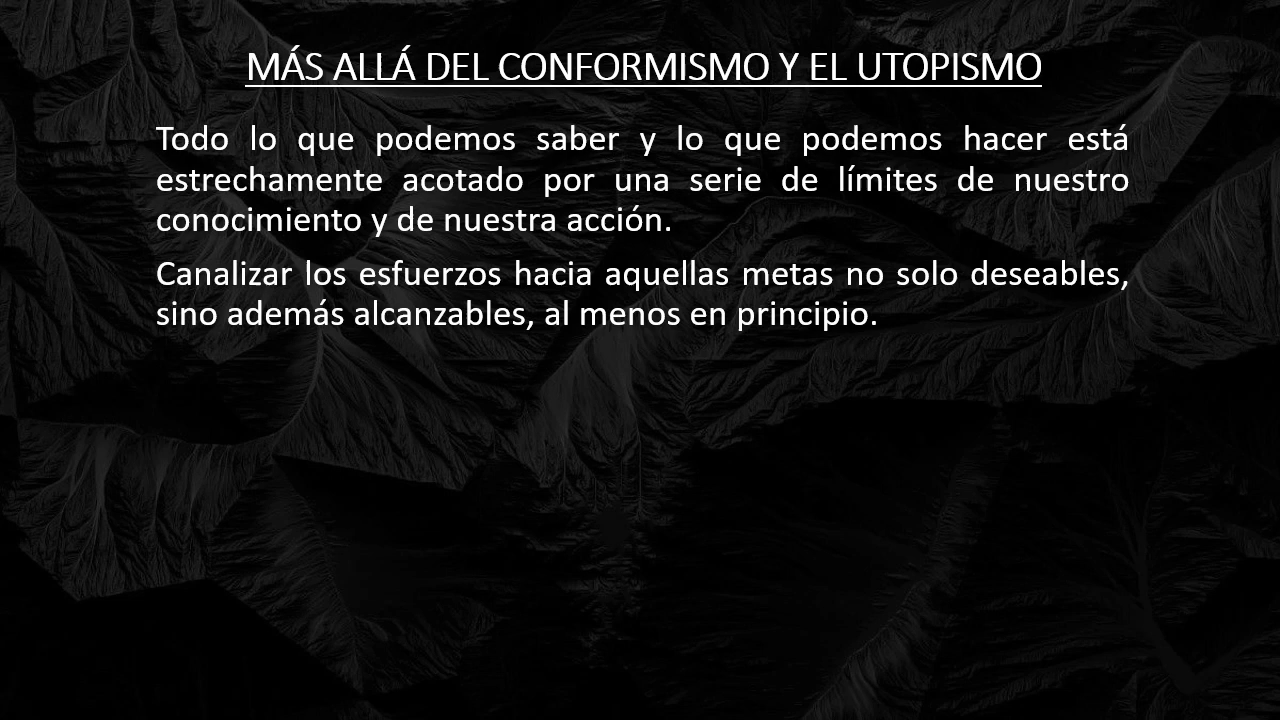 MÁS ALLÁ DEL CONFORMISMO Y EL UTOPISMO
Todo lo que podemos saber y lo que podemos hacer está
estrechamente acotado por una serie de límites de nuestro
conocimiento y de nuestra acción.
Canalizar los esfuerzos hacia aquellas metas no solo deseables,
sino además alcanzables, al menos en principio.